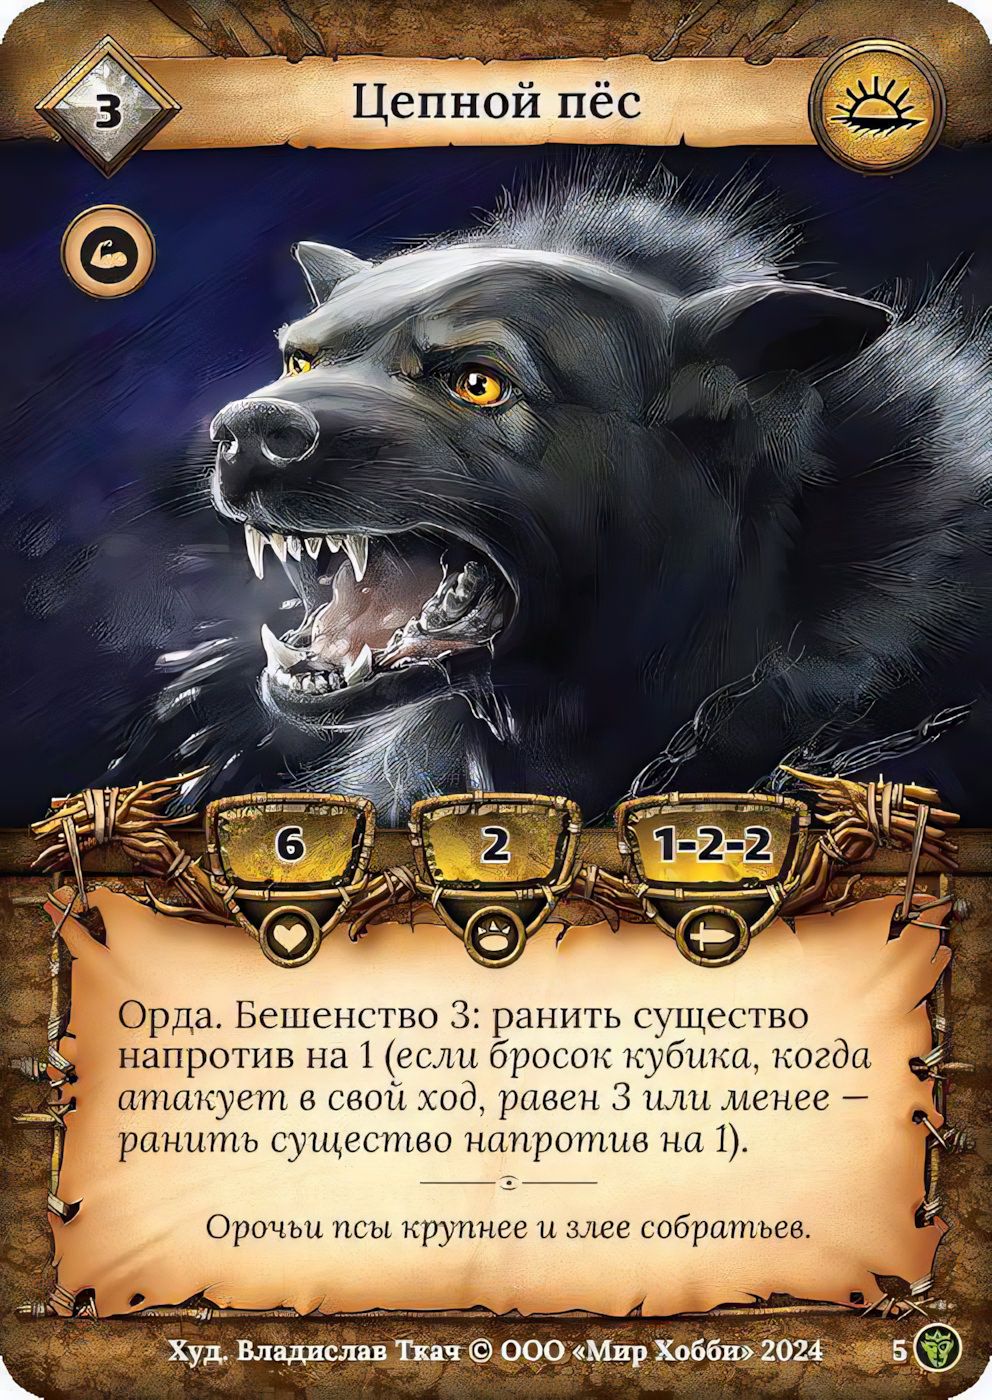 3
Цепной пёс
6
2
1-2-2
Орда. Бешенство 3: ранить существо
напротив на 1 (если бросок кубика, когда
атакует в свой ход, равен 3 или менее —
ранить существо напротив на 1).
Орочьи псы крупнее и злее собратьев.
Худ. Владислав Ткач © ООО «Мир Хобби» 2024
5